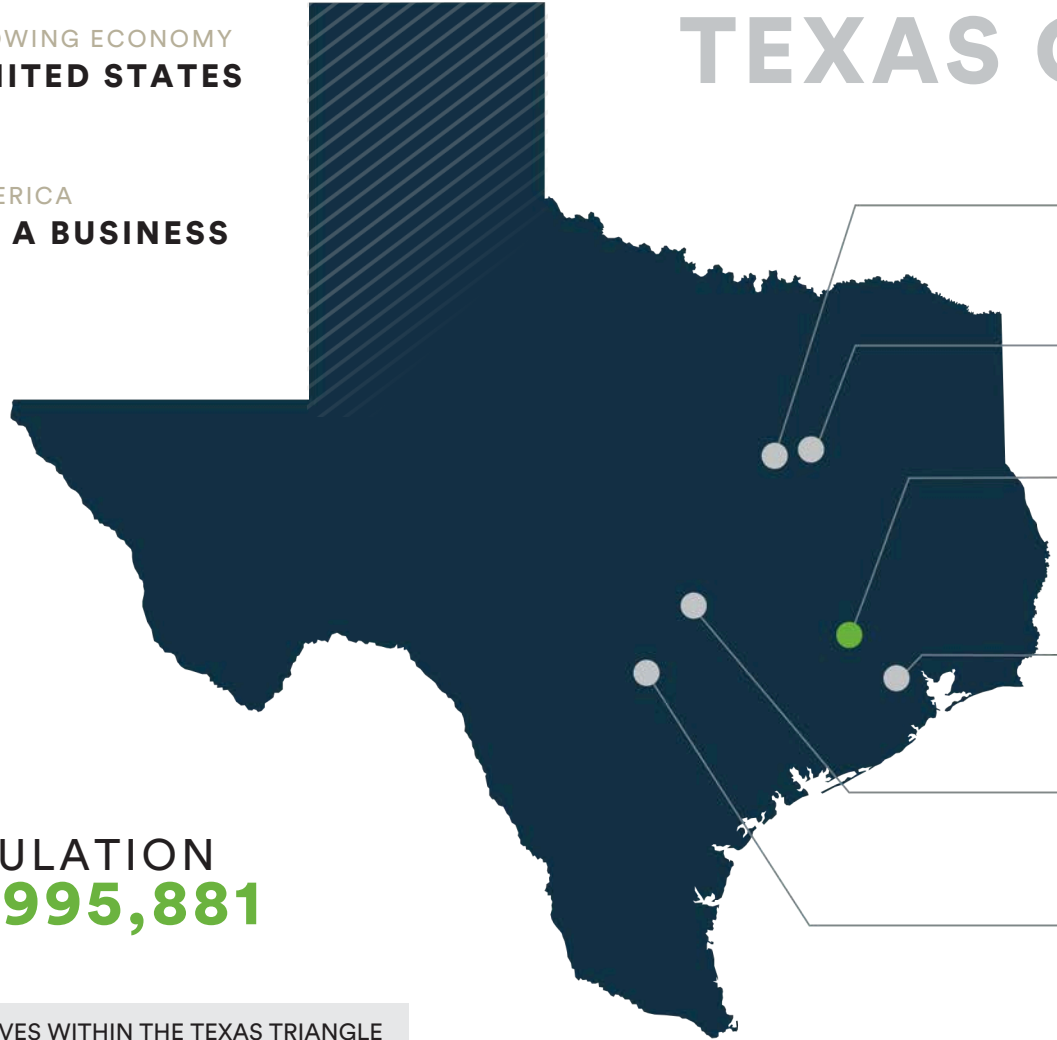 OWING ECONOMY
NITED STATES
ERICA
A BUSINESS
TEXAS
ULATION
995,881
VES WITHIN THE TEXAS TRIANGLE